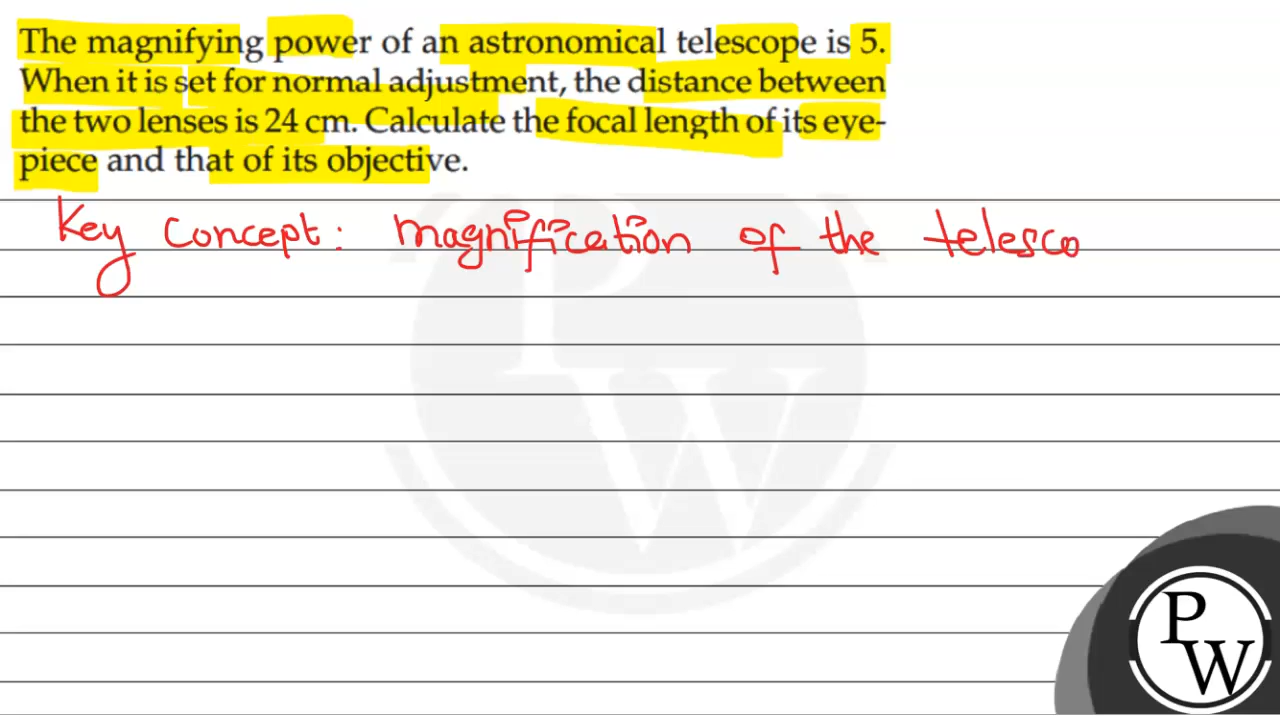 The magnifying power of an astronomical telescope is 5.
When it is set for normal adjustment, the distance between
the two lenses is 24 cm. Calculate the focal length of its eye-
piece and that of its objective.
Key Concept: Magnification of the telesco
PW
PW